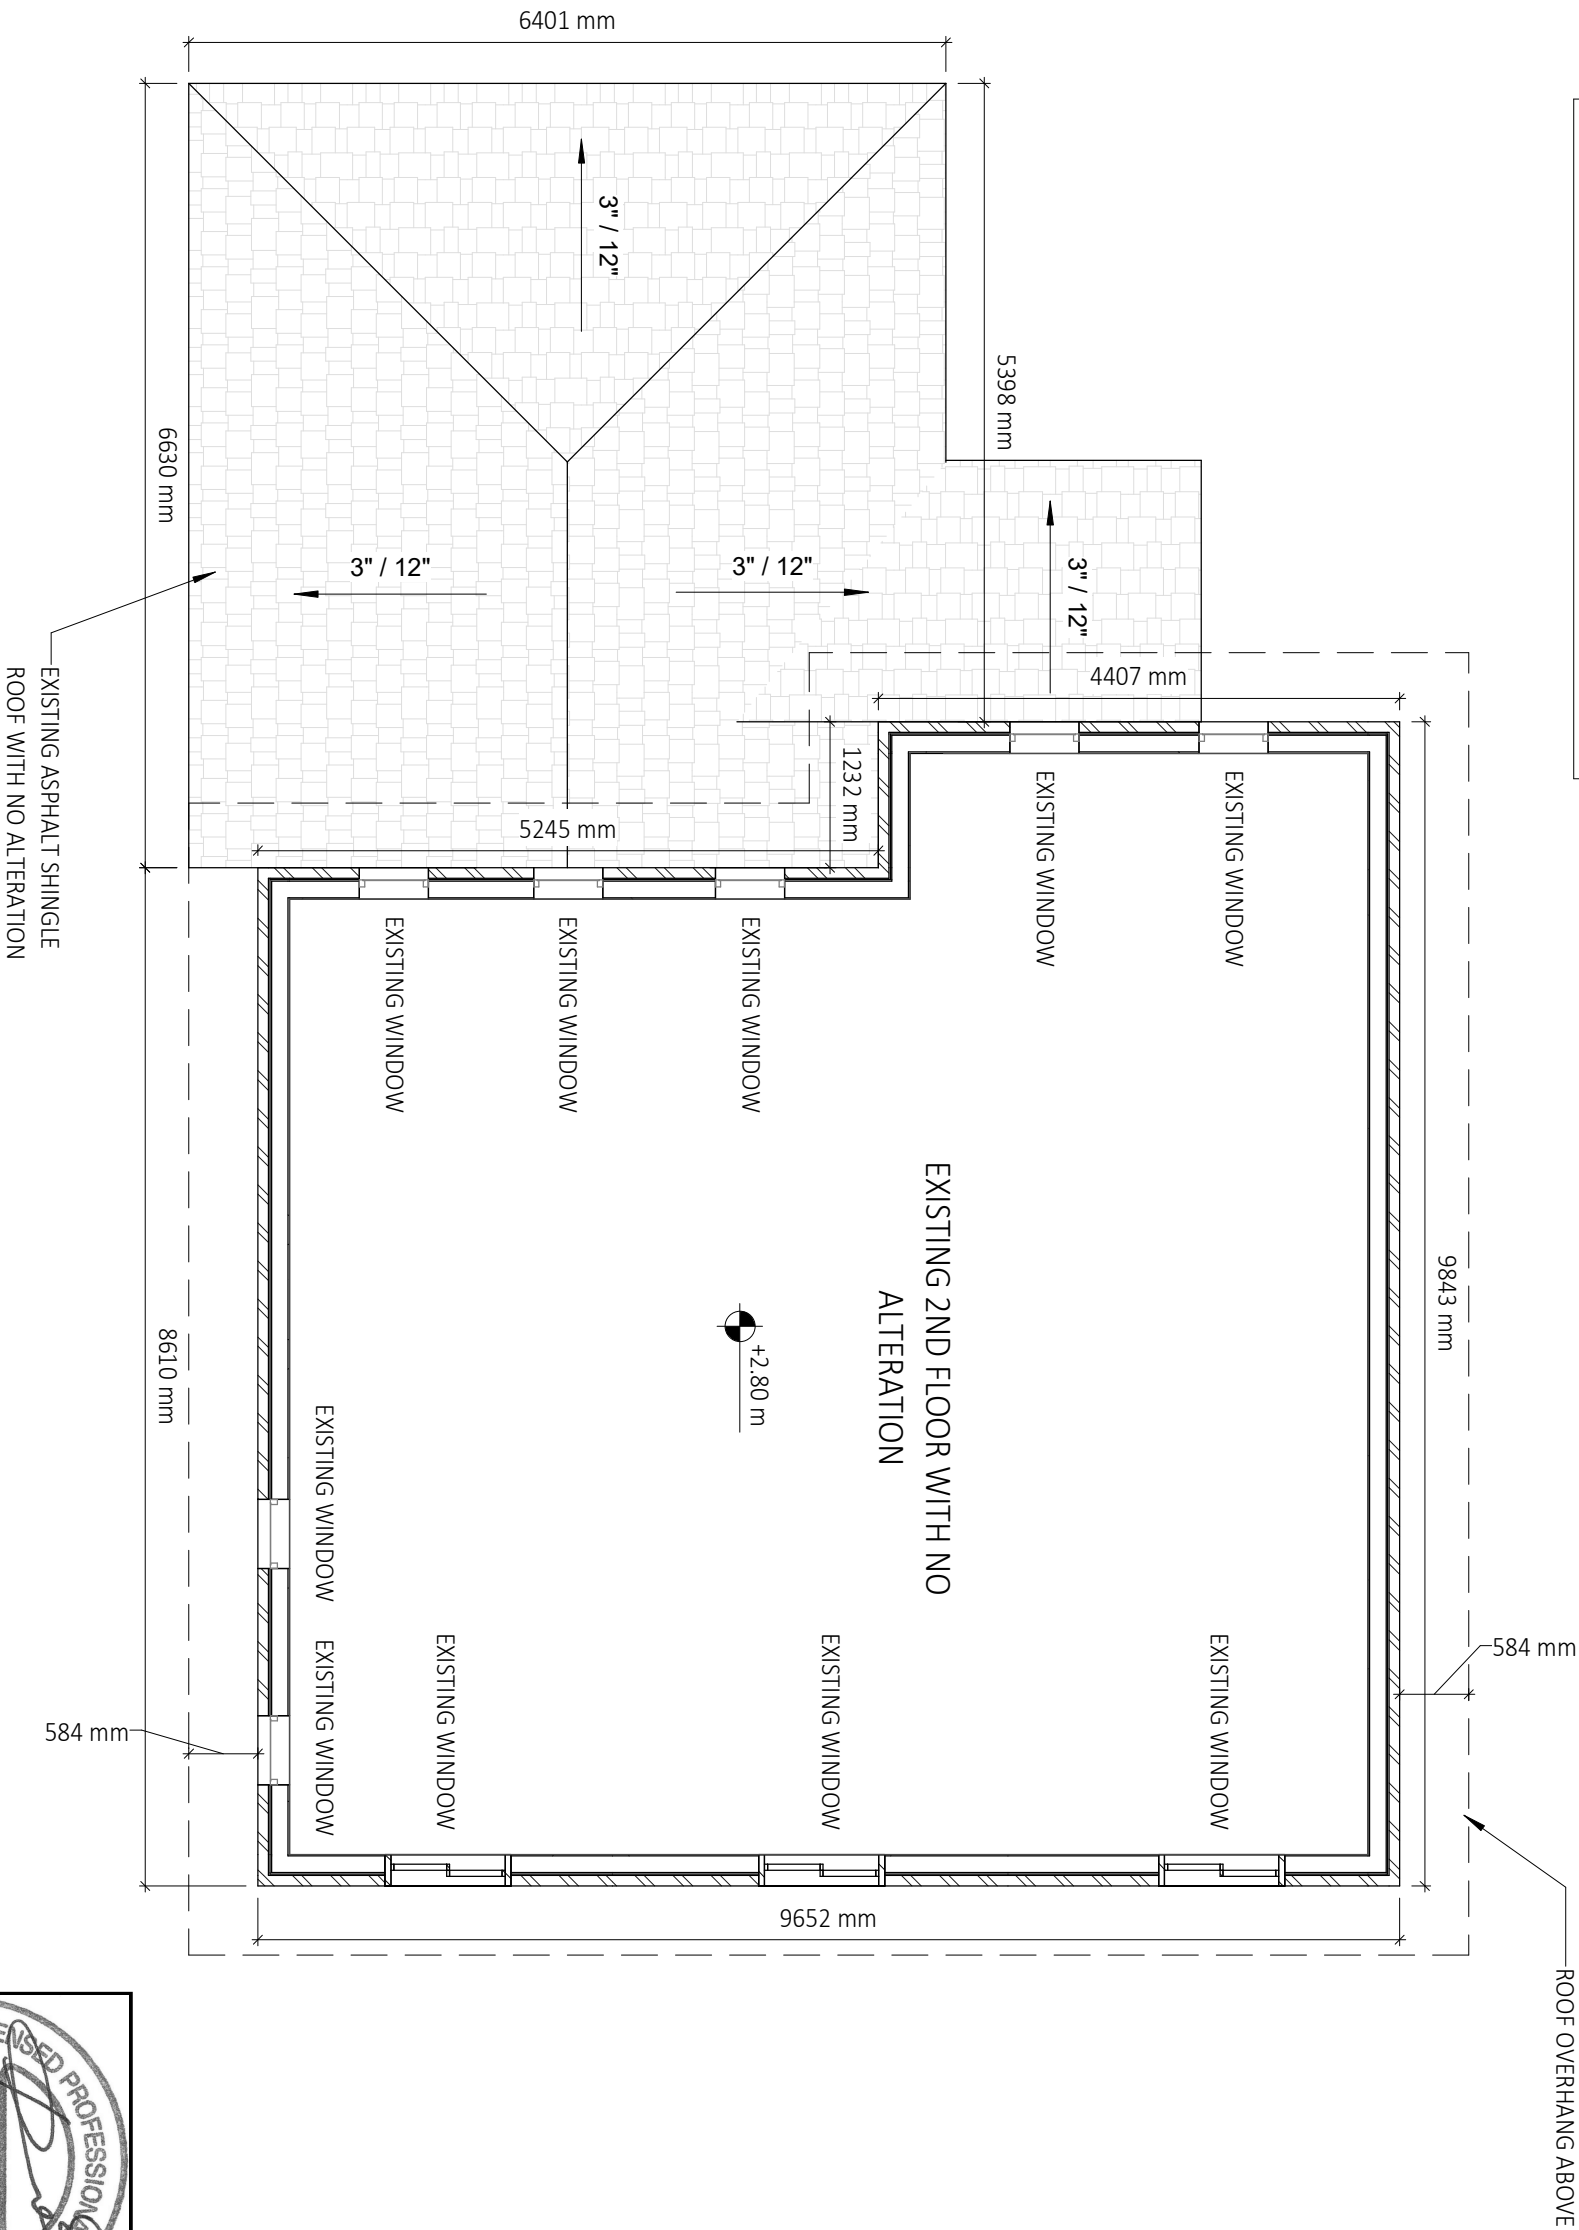 6401 mm
5398 mm
3" / 12"
6630 mm
3" / 12"
3" / 12"
3" / 12"
4407 mm
1232 mm
5245 mm
EXISTING ASPHALT SHINGLE
ROOF WITH NO ALTERATION
EXISTING WINDOW
EXISTING WINDOW
EXISTING WINDOW
EXISTING WINDOW
EXISTING WINDOW
EXISTING 2ND FLOOR WITH NO
ALTERATION
+2.80 m
9843 mm
8610 mm
584 mm
584 mm
EXISTING WINDOW
EXISTING WINDOW
EXISTING WINDOW
EXISTING WINDOW
EXISTING WINDOW
9652 mm
ROOF OVERHANG ABOVE